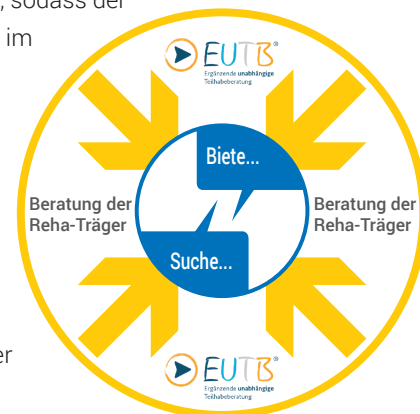 , sodass der
im
EUTB®
Ergänzende unabhängige
Teilhabeberatung
Biete...
Beratung der
Reha-Träger
Beratung der
Reha-Träger
Suche...
er
EUTB®
Ergänzende unabhängige
Teilhabeberatung